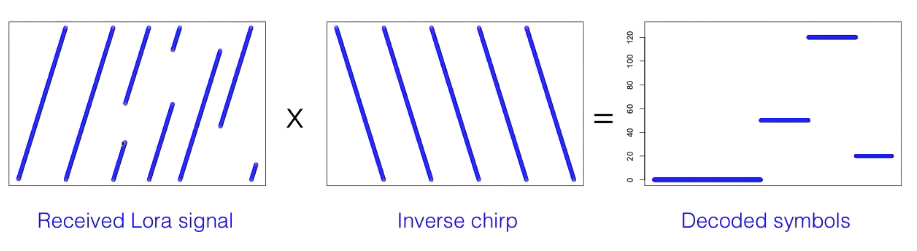 X
=
120
100
80
60
40
20
0
Received Lora signal
Inverse chirp
Decoded symbols